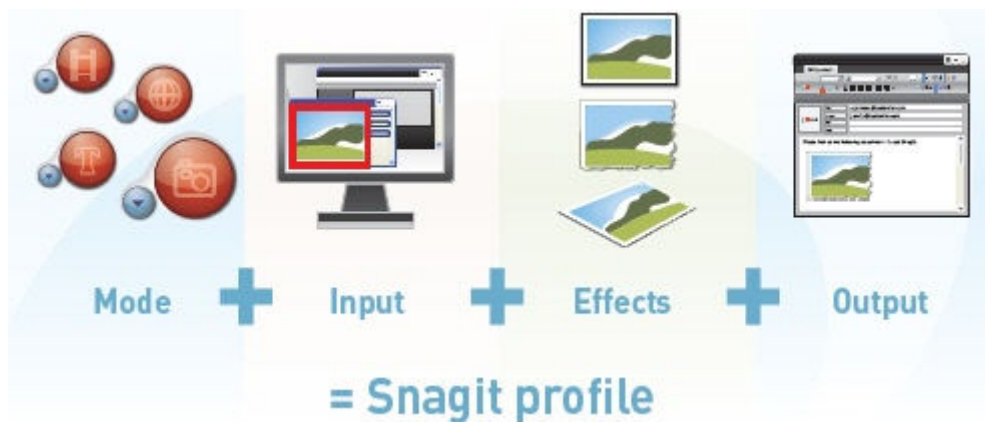 Mode + Input + Effects + Output
= Snagit profile